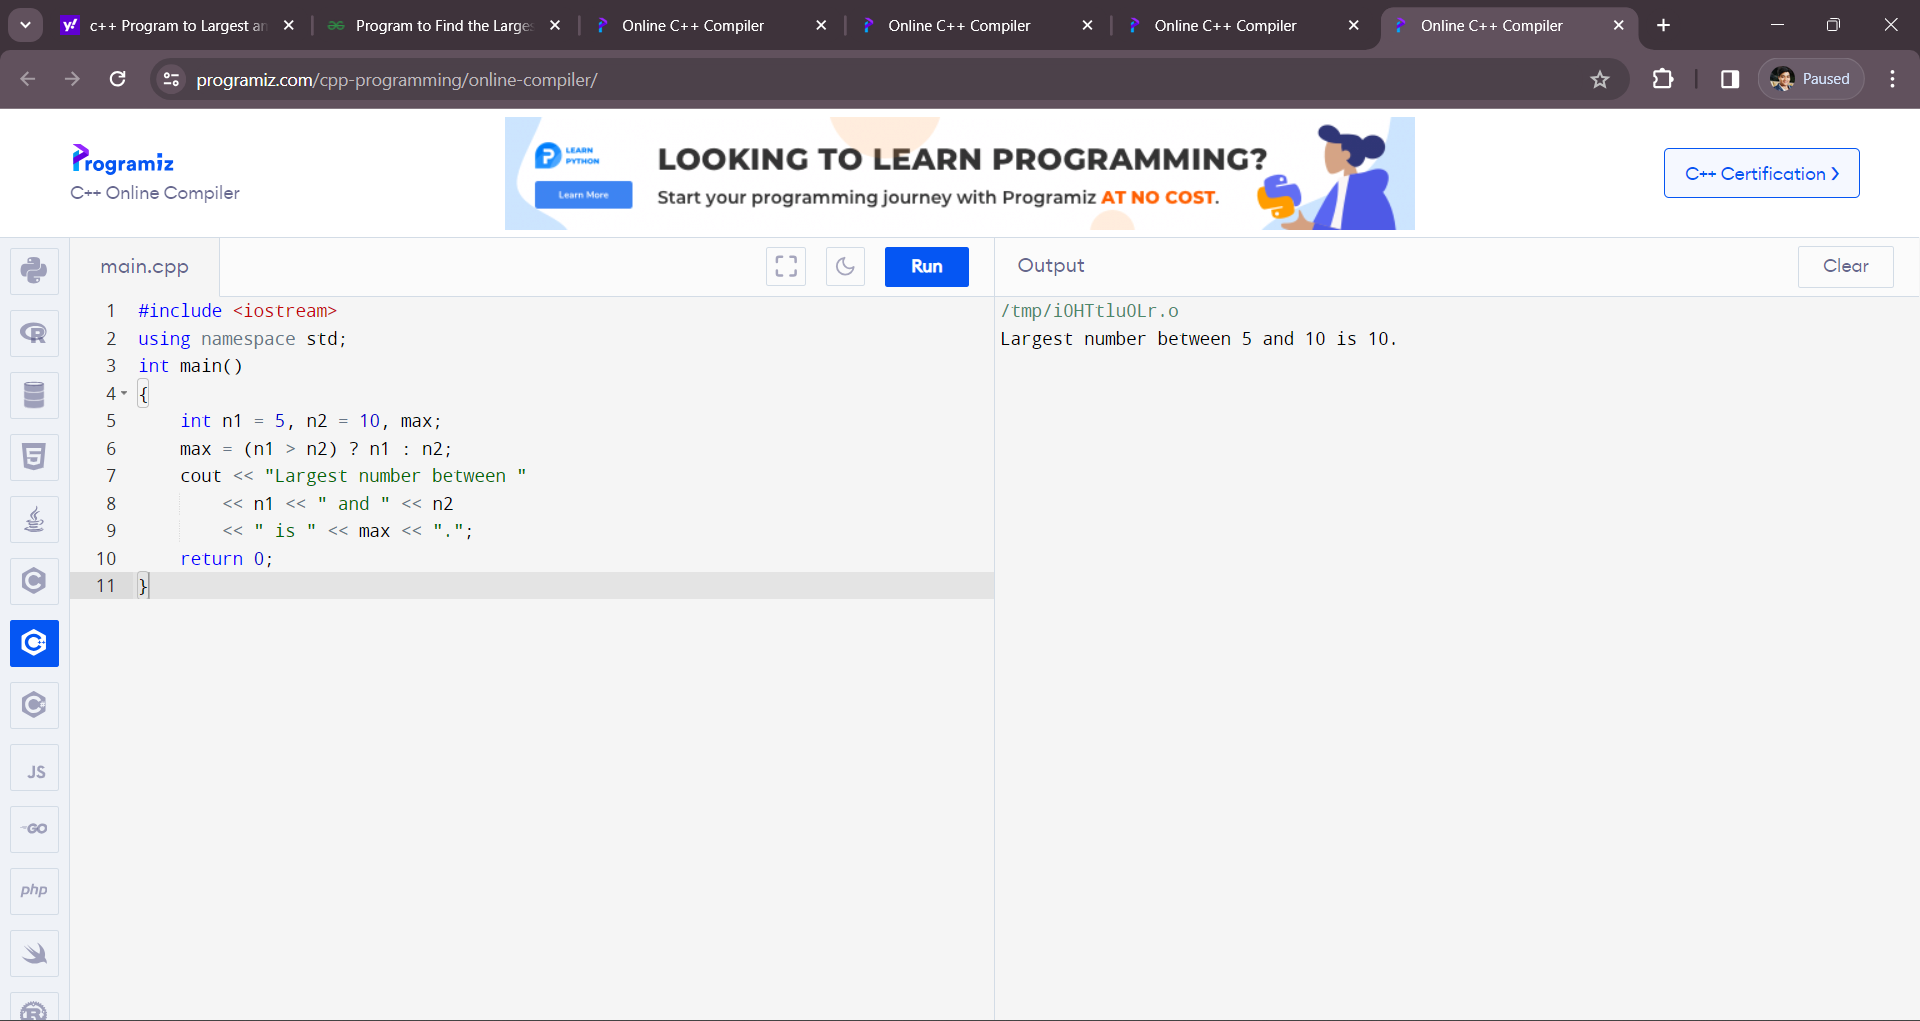 c++ Program to Largest an
Program to Find the Larges
Online C++ Compiler
Online C++ Compiler
Online C++ Compiler
Online C++ Compiler
programiz.com/cpp-programming/online-compiler/
Paused
Programiz
C++ Online Compiler
LEARN
PYTHON
Learn More
LOOKING TO LEARN PROGRAMMING?
Start your programming journey with Programiz AT NO COST.
C++ Certification
main.cpp
Run
Output
Clear
1 #include <iostream>
2 using namespace std;
3 int main()
4 {
5     int n1 = 5, n2 = 10, max;
6     max = (n1 > n2) ? n1 : n2;
7     cout << "Largest number between "
8         << n1 << " and " << n2
9         << " is " << max << ".";
10     return 0;
11 }
/tmp/iOHTtluOLr.o
Largest number between 5 and 10 is 10.
R
5
C
C++
C
JS
GO
php
R